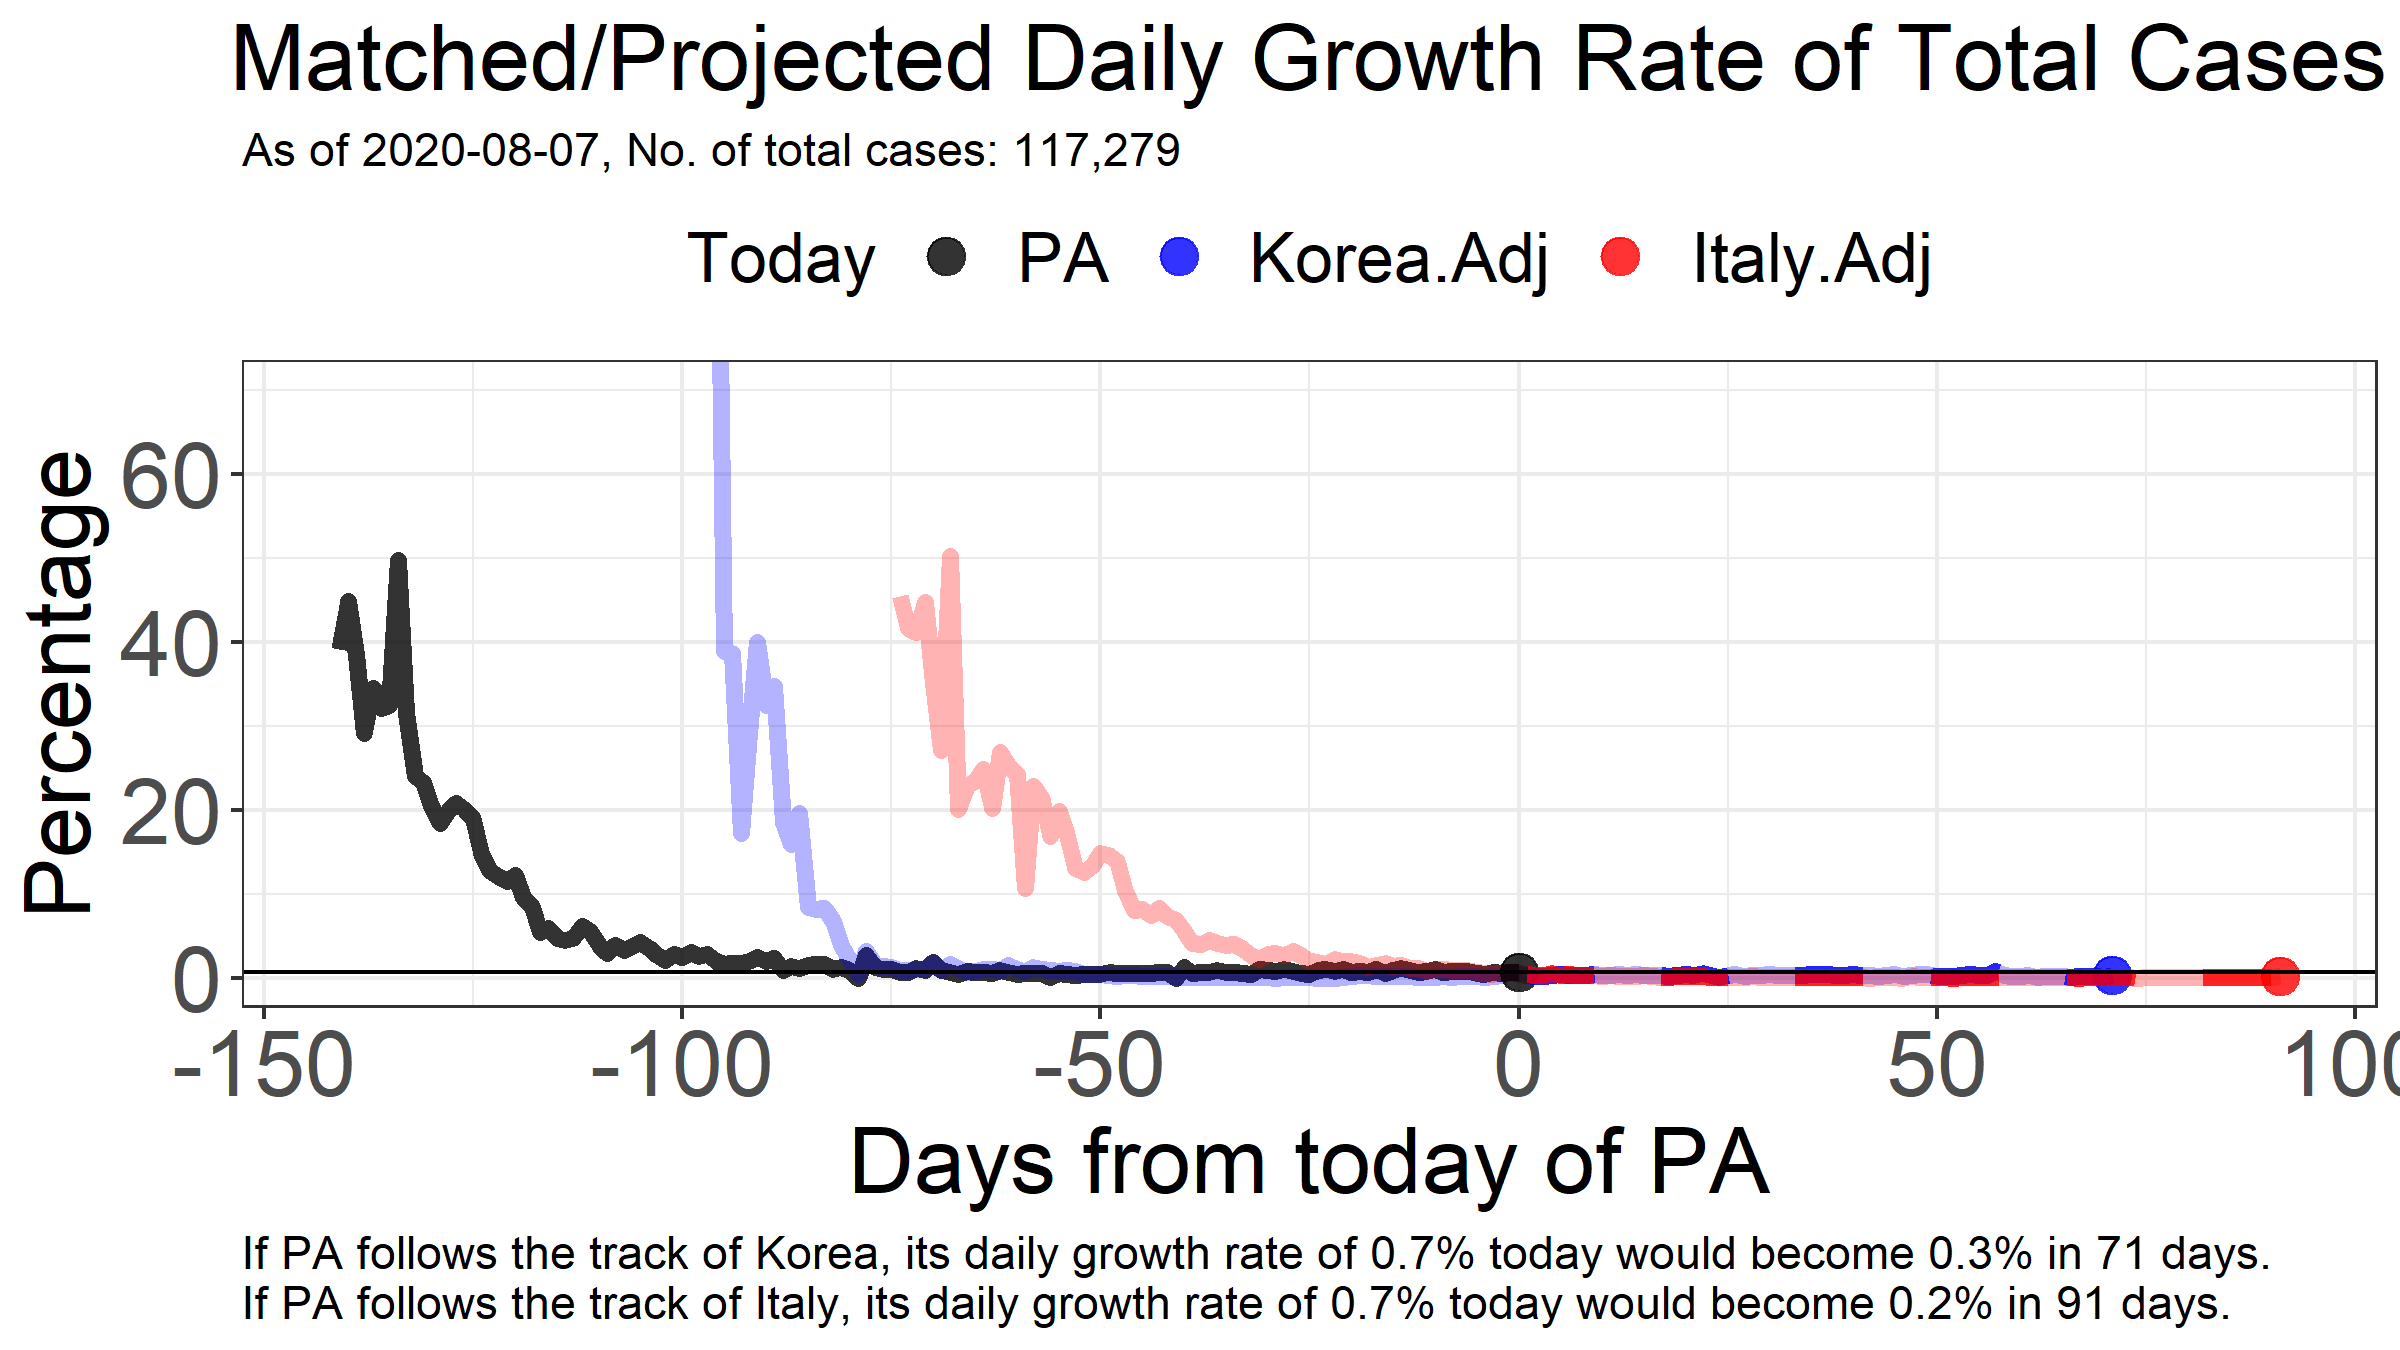 Matched/Projected Daily Growth Rate of Total Cases
As of 2020-08-07, No. of total cases: 117,279
Today PA Korea.Adj Italy.Adj
Percentage
60
40
20
0
-150 -100 -50 0 50 100
Days from today of PA
If PA follows the track of Korea, its daily growth rate of 0.7% today would become 0.3% in 71 days.
If PA follows the track of Italy, its daily growth rate of 0.7% today would become 0.2% in 91 days.